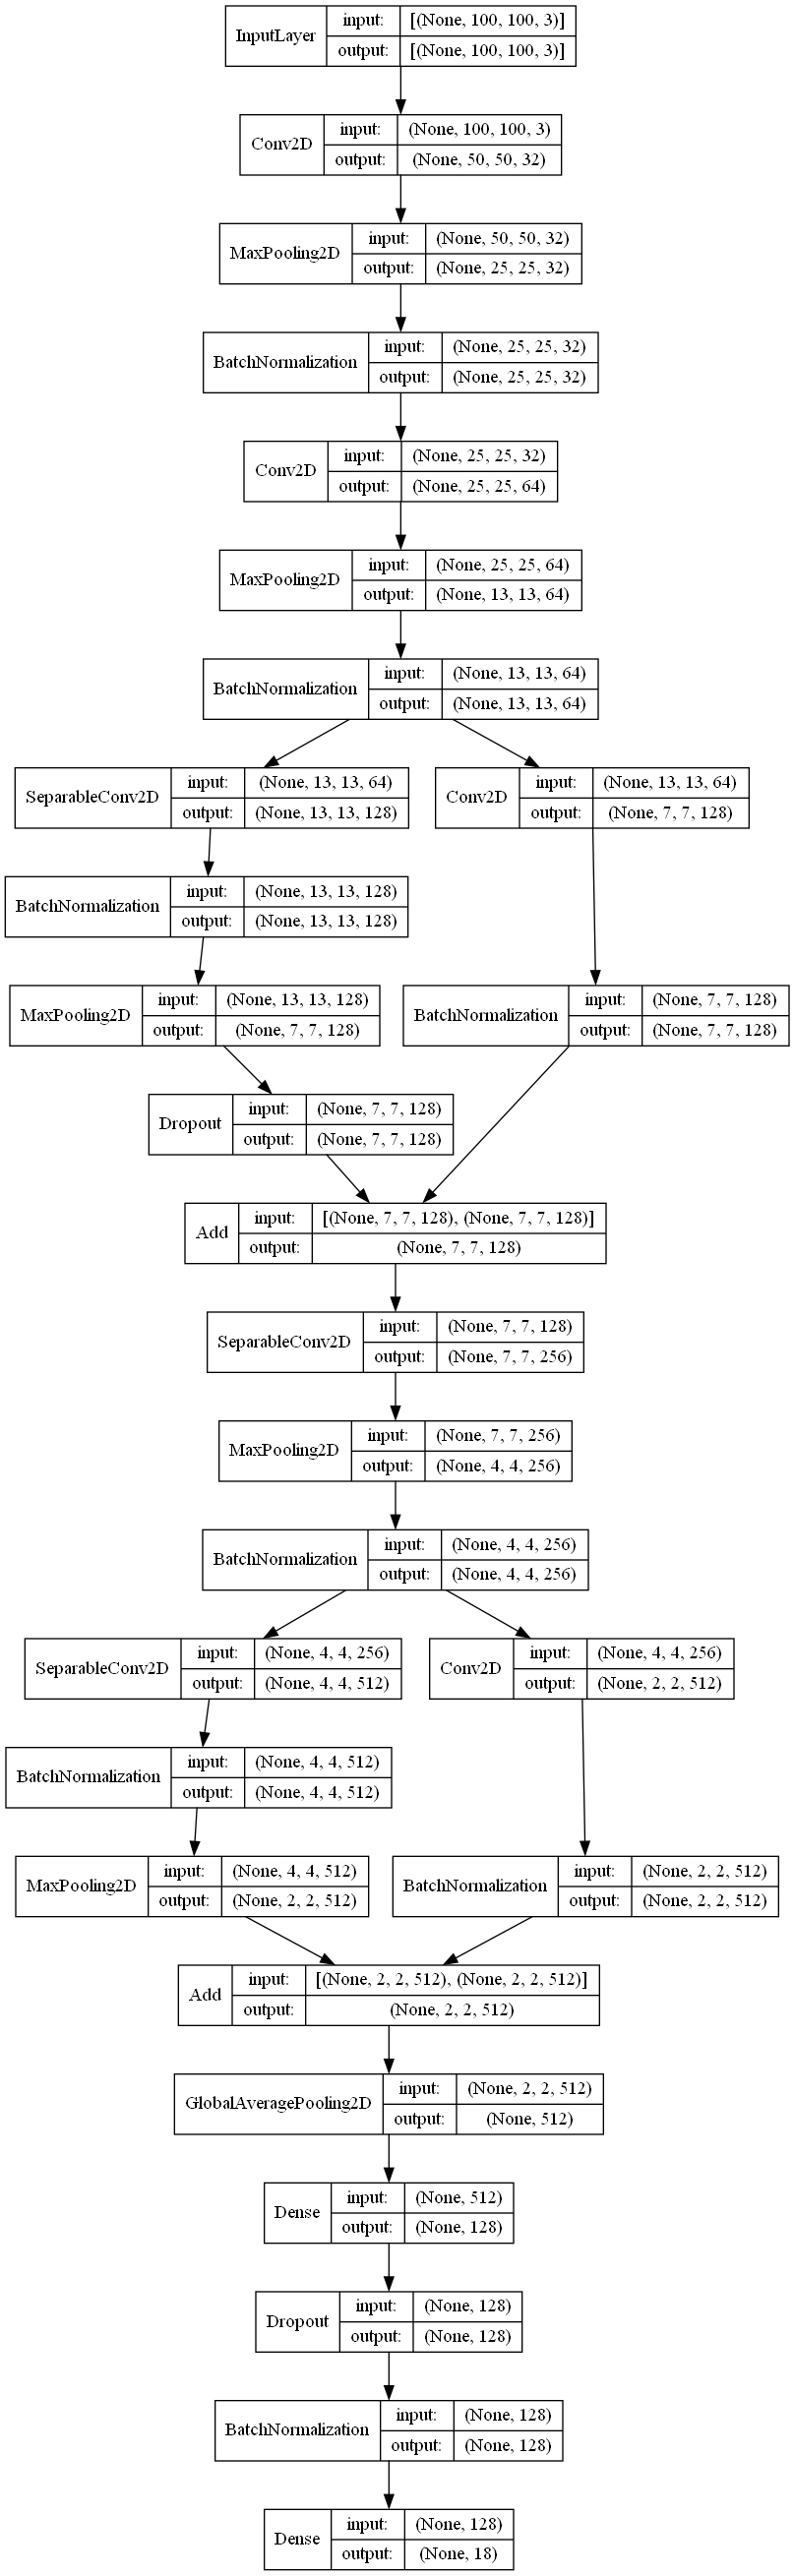 InputLayer
input: [(None, 100, 100, 3)]
output: [(None, 100, 100, 3)]
Conv2D
input: (None, 100, 100, 3)
output: (None, 50, 50, 32)
MaxPooling2D
input: (None, 50, 50, 32)
output: (None, 25, 25, 32)
BatchNormalization
input: (None, 25, 25, 32)
output: (None, 25, 25, 32)
Conv2D
input: (None, 25, 25, 32)
output: (None, 25, 25, 64)
MaxPooling2D
input: (None, 25, 25, 64)
output: (None, 13, 13, 64)
BatchNormalization
input: (None, 13, 13, 64)
output: (None, 13, 13, 64)
SeparableConv2D
input: (None, 13, 13, 64)
output: (None, 13, 13, 128)
Conv2D
input: (None, 13, 13, 64)
output: (None, 7, 7, 128)
BatchNormalization
input: (None, 13, 13, 128)
output: (None, 13, 13, 128)
MaxPooling2D
input: (None, 13, 13, 128)
output: (None, 7, 7, 128)
BatchNormalization
input: (None, 7, 7, 128)
output: (None, 7, 7, 128)
Dropout
input: (None, 7, 7, 128)
output: (None, 7, 7, 128)
Add
input: [(None, 7, 7, 128), (None, 7, 7, 128)]
output: (None, 7, 7, 128)
SeparableConv2D
input: (None, 7, 7, 128)
output: (None, 7, 7, 256)
MaxPooling2D
input: (None, 7, 7, 256)
output: (None, 4, 4, 256)
BatchNormalization
input: (None, 4, 4, 256)
output: (None, 4, 4, 256)
SeparableConv2D
input: (None, 4, 4, 256)
output: (None, 4, 4, 512)
Conv2D
input: (None, 4, 4, 256)
output: (None, 2, 2, 512)
BatchNormalization
input: (None, 4, 4, 512)
output: (None, 4, 4, 512)
MaxPooling2D
input: (None, 4, 4, 512)
output: (None, 2, 2, 512)
BatchNormalization
input: (None, 2, 2, 512)
output: (None, 2, 2, 512)
Add
input: [(None, 2, 2, 512), (None, 2, 2, 512)]
output: (None, 2, 2, 512)
GlobalAveragePooling2D
input: (None, 2, 2, 512)
output: (None, 512)
Dense
input: (None, 512)
output: (None, 128)
Dropout
input: (None, 128)
output: (None, 128)
BatchNormalization
input: (None, 128)
output: (None, 128)
Dense
input: (None, 128)
output: (None, 18)